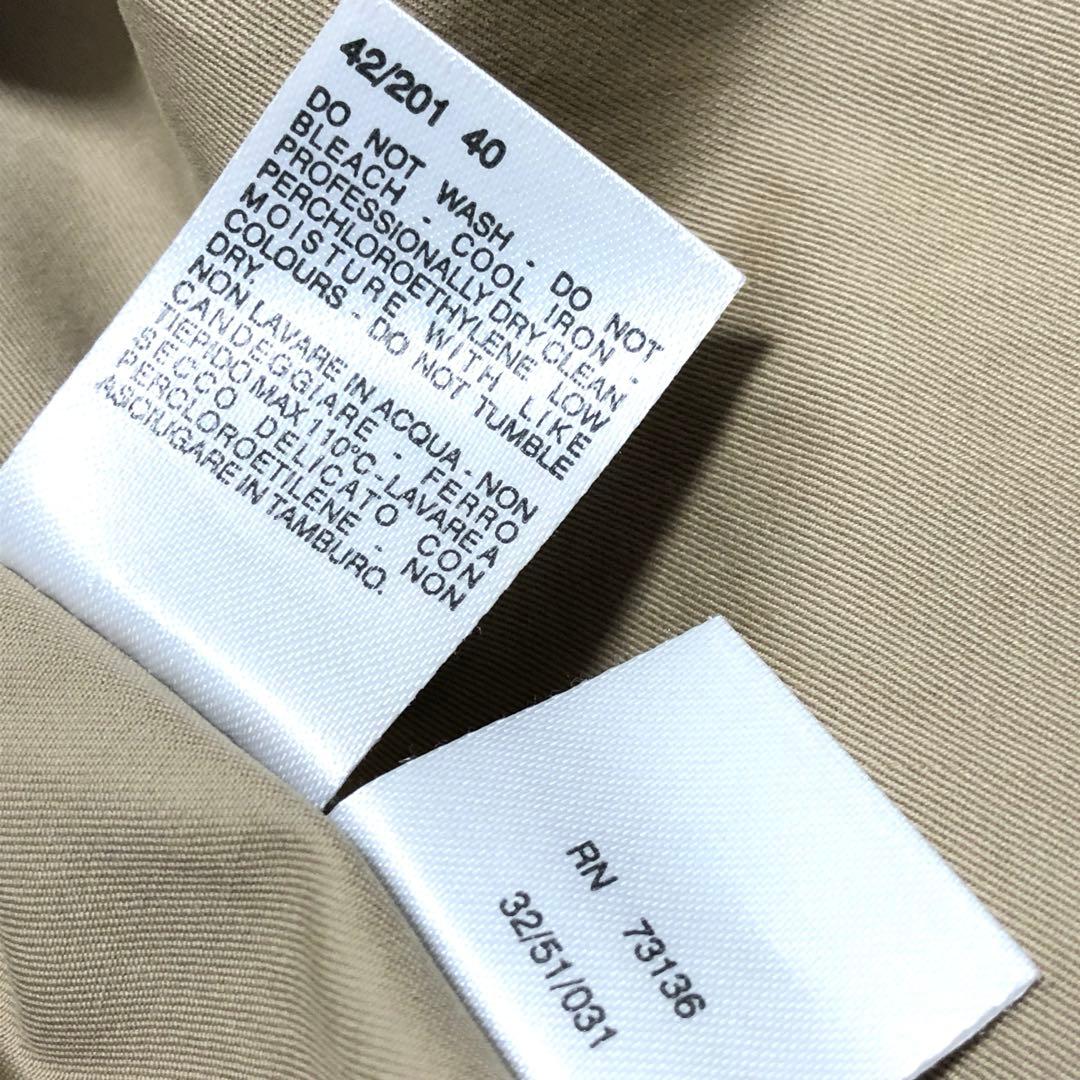 42/201 40
DO NOT WASH - DO NOT
BLEACH - COOL IRON -
PROFESSIONALLY DRY CLEAN
PERCHLOROETHYLENE LOW
MOISTURE WITH LIKE
COLOURS - DO NOT TUMBLE
DRY
NON LAVARE IN ACQUA - NON
CANDEGGIARE - FERRO
TIEPIDO MAX 110°C - LAVARE A
SECCO DELICATO CON
PERCLOROETILENE - NON
ASCIUGARE IN TAMBURO.
RN 73136
32/51/031